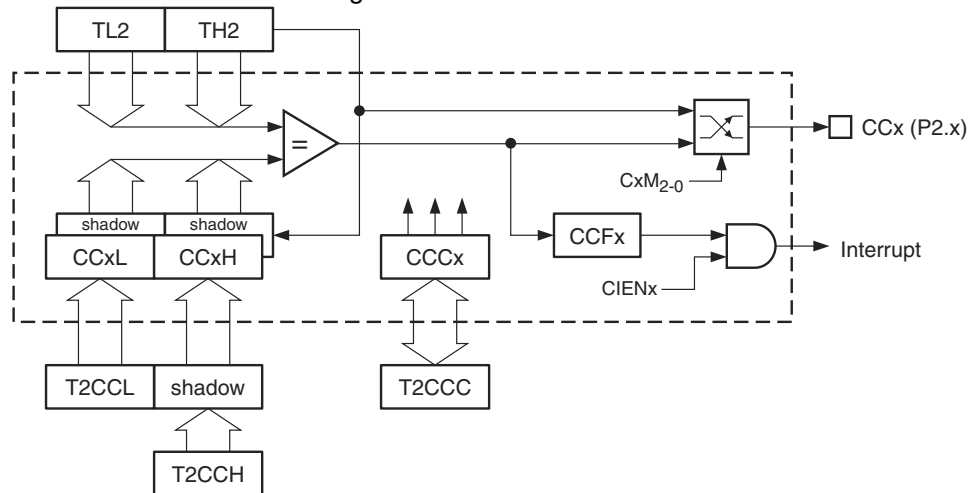 TL2 TH2
=
CCx (P2.x)
CxM2-0
shadow shadow
CCxL CCxH
CCCx
CCFx
Interrupt
CIENx
T2CCL shadow
T2CCC
T2CCH